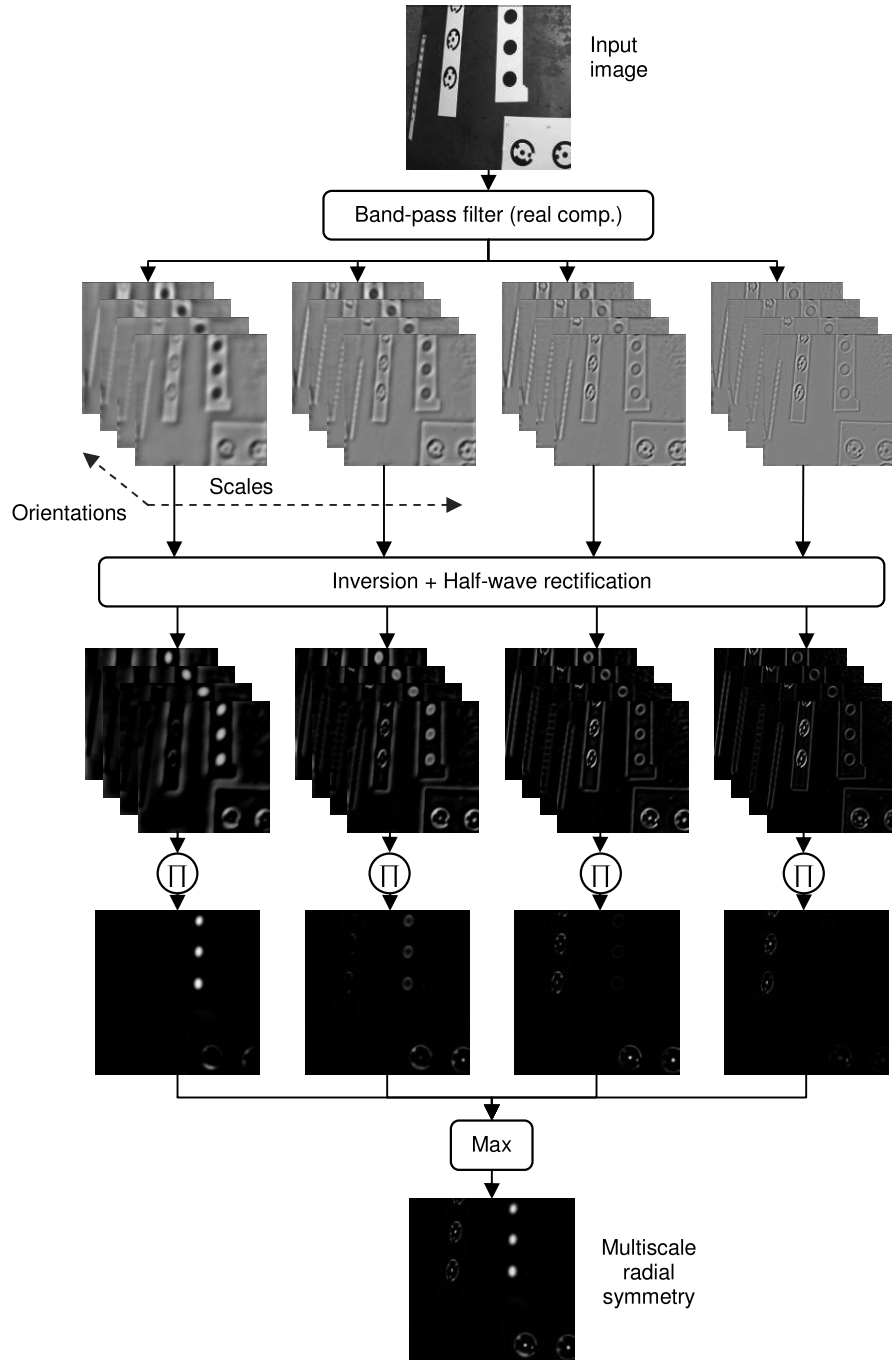 Input
image
Band-pass filter (real comp.)
Scales
Orientations
Inversion + Half-wave rectification
∏ ∏ ∏ ∏
Max
Multiscale
radial
symmetry